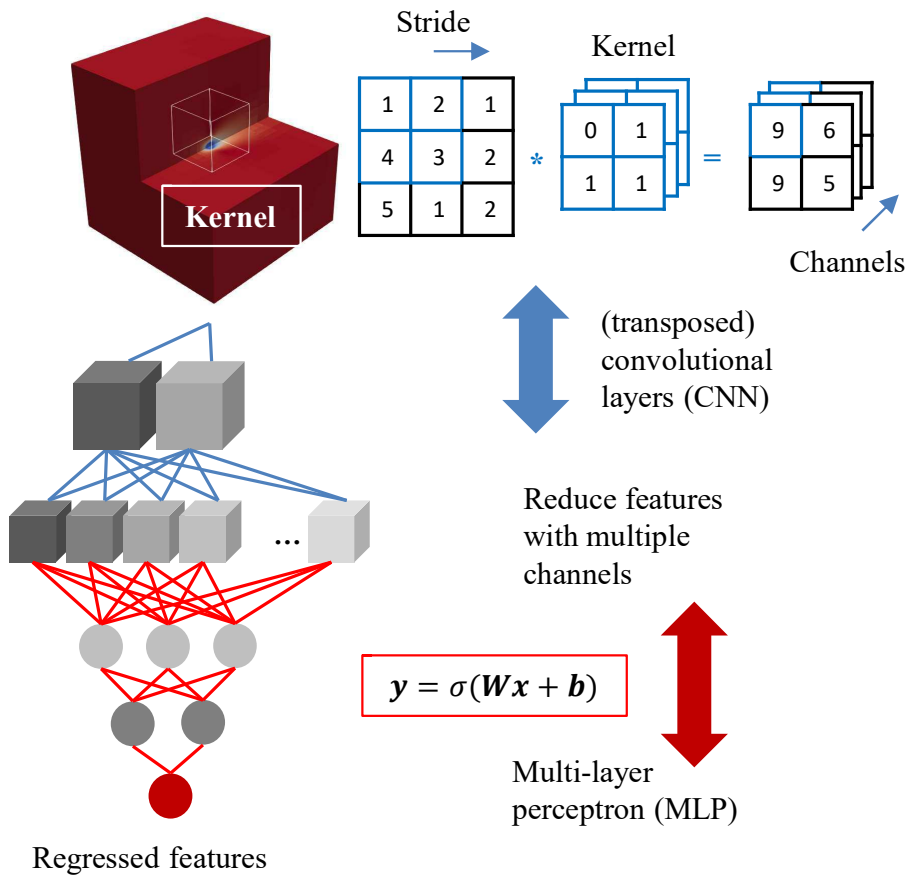 Stride
Kernel
1 2 1
4 3 2
5 1 2
*
0 1
1 1
=
9 6
9 5
Kernel
Channels
(transposed)
convolutional
layers (CNN)
Reduce features
with multiple
channels
...
y = σ(Wx + b)
Multi-layer
perceptron (MLP)
Regressed features